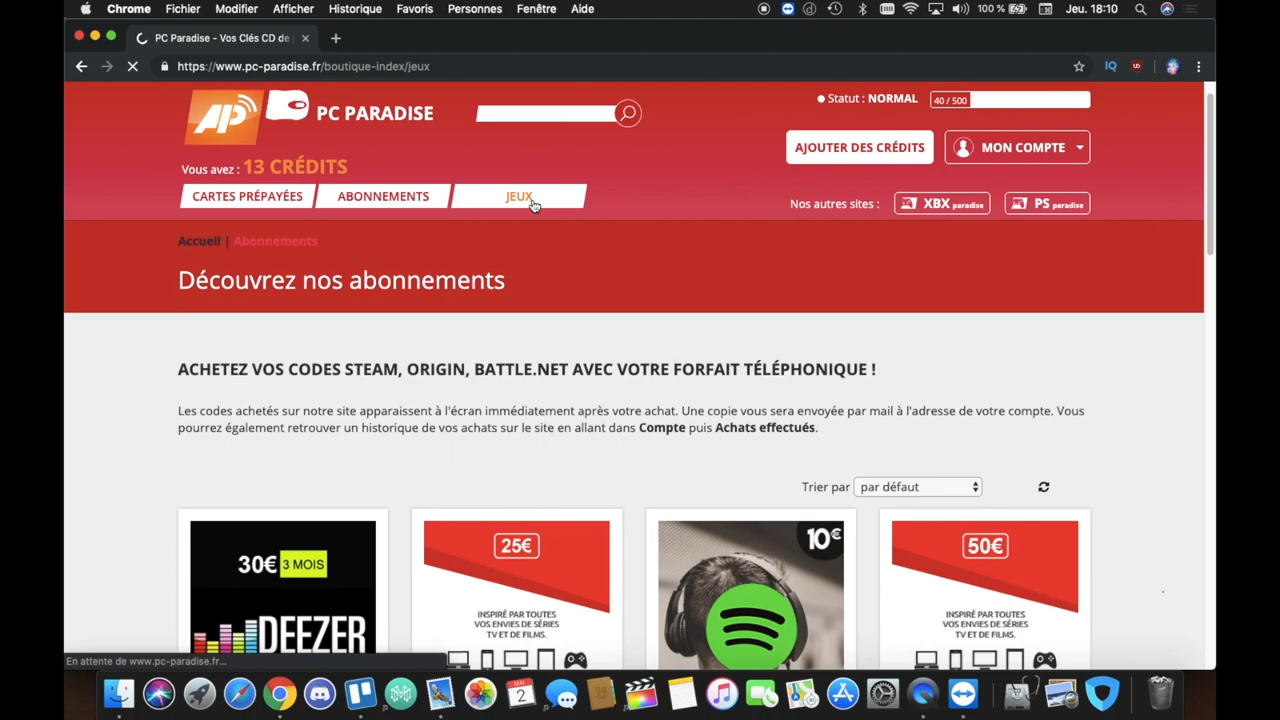 Chrome Fichier Modifier Afficher Historique Favoris Personnes Fenêtre Aide 100 % Jeu. 18:10
PC Paradise - Vos Clés CD de
https://www.pc-paradise.fr/boutique-index/jeux
IQ
AP
PC PARADISE
Statut : NORMAL 40 / 500
AJOUTER DES CRÉDITS MON COMPTE
Vous avez : 13 CRÉDITS
CARTES PRÉPAYÉES ABONNEMENTS JEUX
Nos autres sites : XBX paradise PS paradise
Accueil | Abonnements
Découvrez nos abonnements
ACHETEZ VOS CODES STEAM, ORIGIN, BATTLE.NET AVEC VOTRE FORFAIT TÉLÉPHONIQUE !
Les codes achetés sur notre site apparaissent à l'écran immédiatement après votre achat. Une copie vous sera envoyée par mail à l'adresse de votre compte. Vous
pourrez également retrouver un historique de vos achats sur le site en allant dans Compte puis Achats effectués.
Trier par par défaut
30€ 3 MOIS
DEEZER
25€
INSPIRÉ PAR TOUTES
VOS ENVIES DE SÉRIES
TV ET DE FILMS.
10€
50€
INSPIRÉ PAR TOUTES
VOS ENVIES DE SÉRIES
TV ET DE FILMS.
En attente de www.pc-paradise.fr...
MAI
2